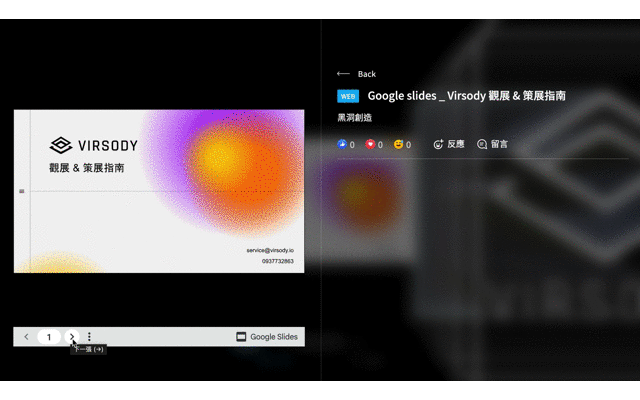 VIRSODY
觀展 & 策展指南
service@virsody.io
0937732863
1
Google Slides
下一張 (→)
Back
WEB Google slides _ Virsody 觀展 & 策展指南
黑洞創造
0 0 0 反應 留言
VIRSO